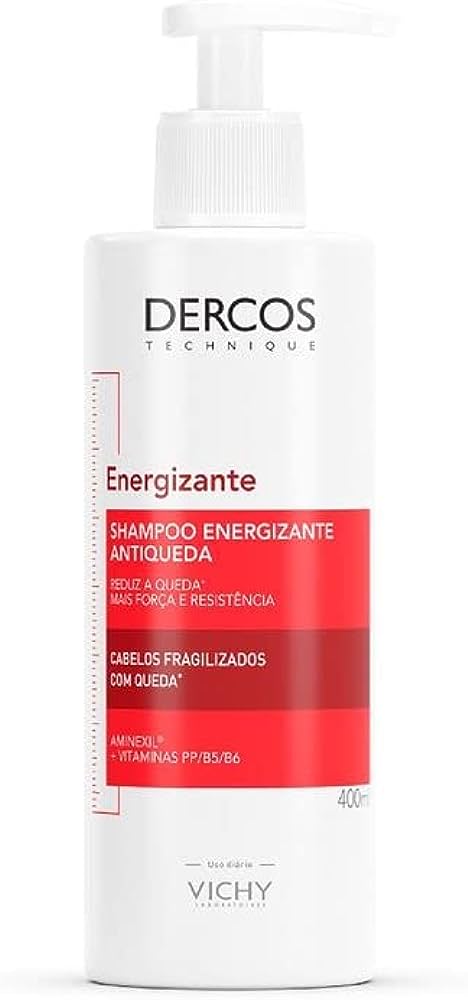 DERCOS
TECHNIQUE
Energizante
SHAMPOO ENERGIZANTE
ANTIQUEDA
REDUZ A QUEDA*
MAIS FORÇA E RESISTÊNCIA
CABELOS FRAGILIZADOS
COM QUEDA*
AMINEXIL®
+ VITAMINAS PP/B5/B6
400ml
Uso diário
VICHY
LABORATOIRES